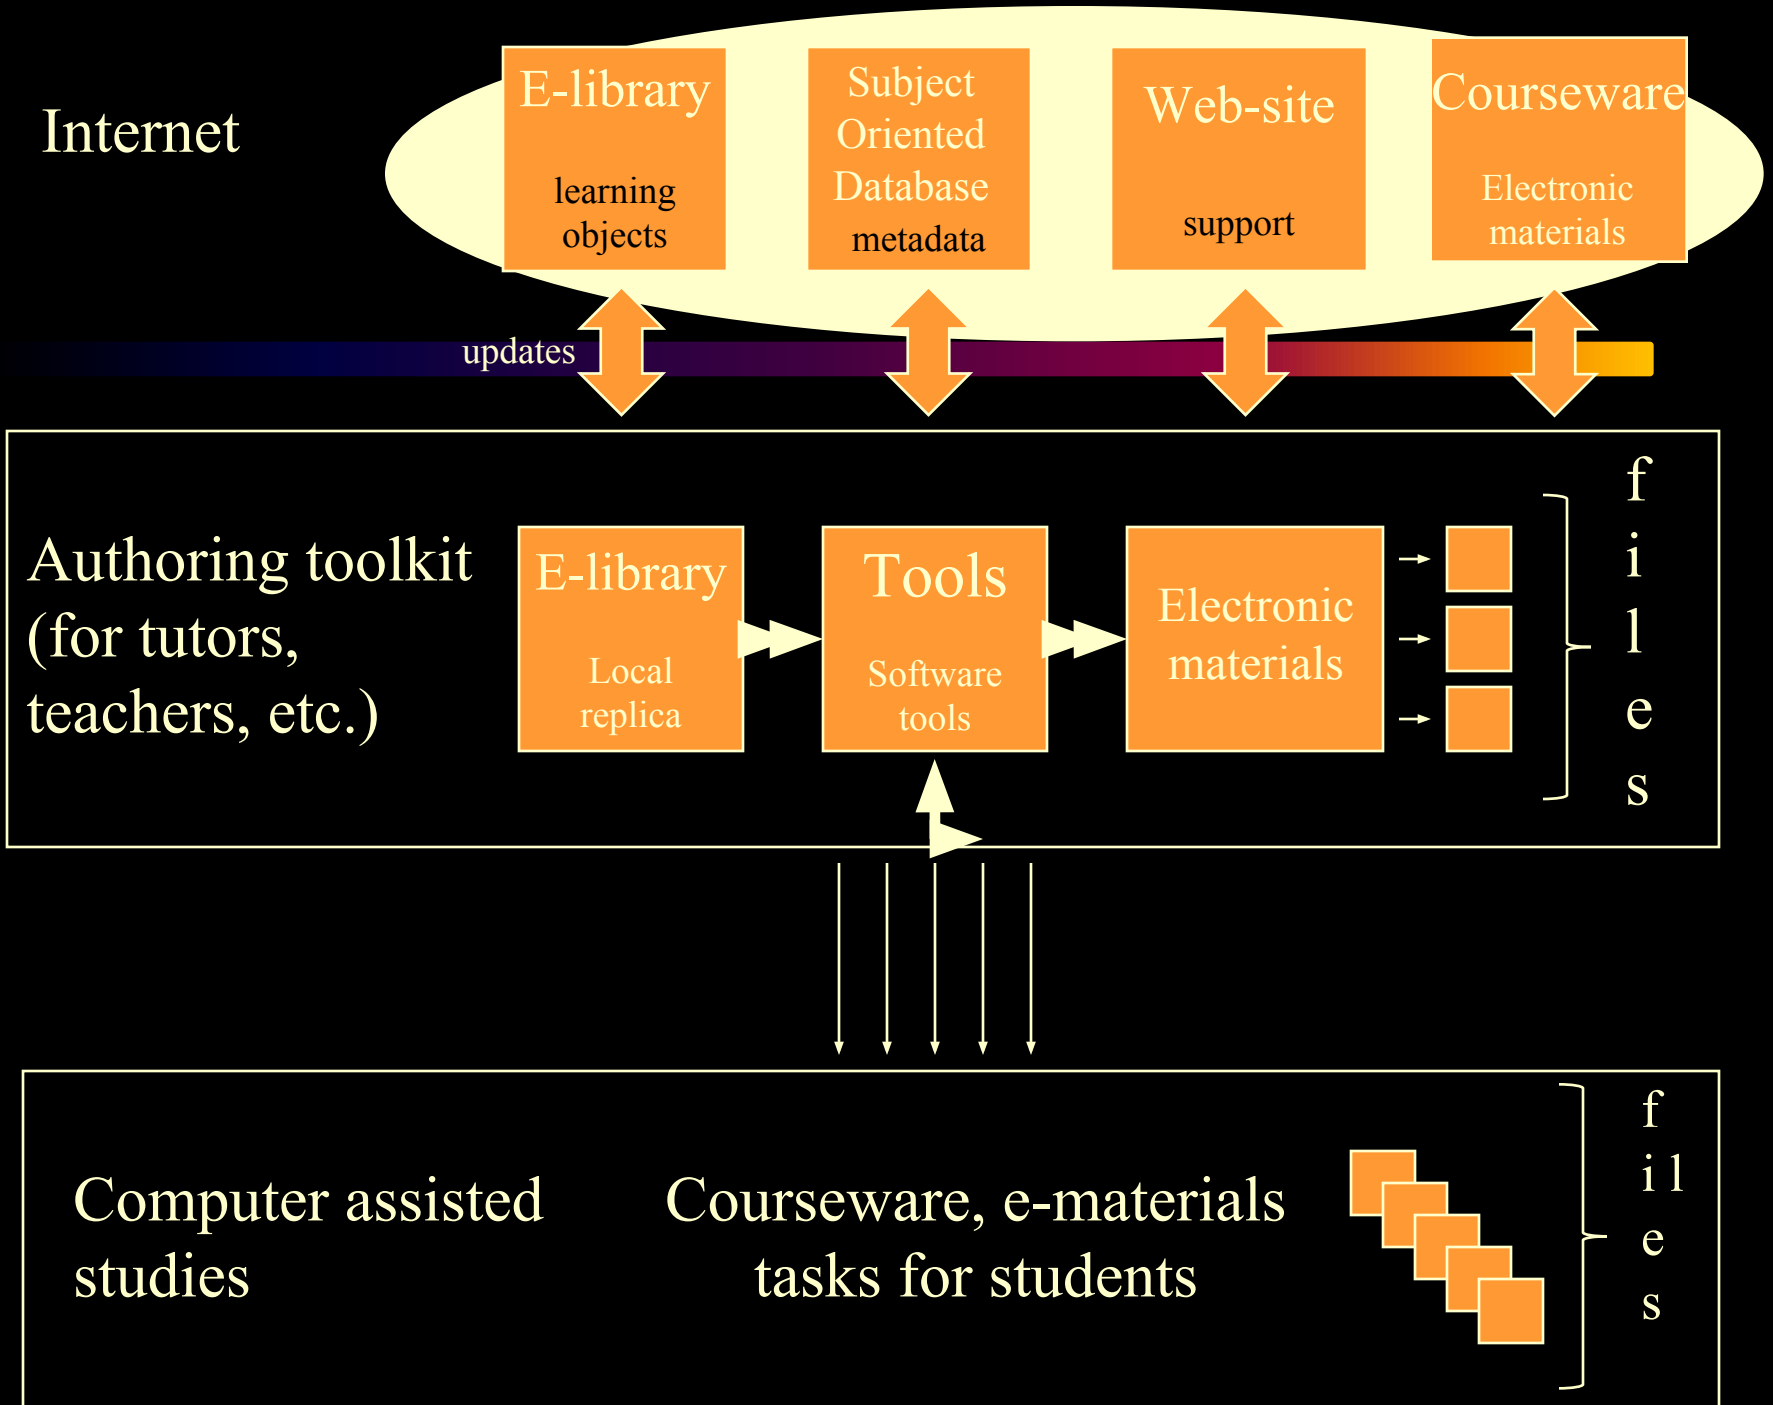 Internet
E-library
learning
objects
Subject
Oriented
Database
metadata
Web-site
support
Courseware
Electronic
materials
updates
Authoring toolkit
(for tutors,
teachers, etc.)
E-library
Local
replica
Tools
Software
tools
Electronic
materials
f
i
l
e
s
Computer assisted
studies
Courseware, e-materials
tasks for students
f
i l
e
s